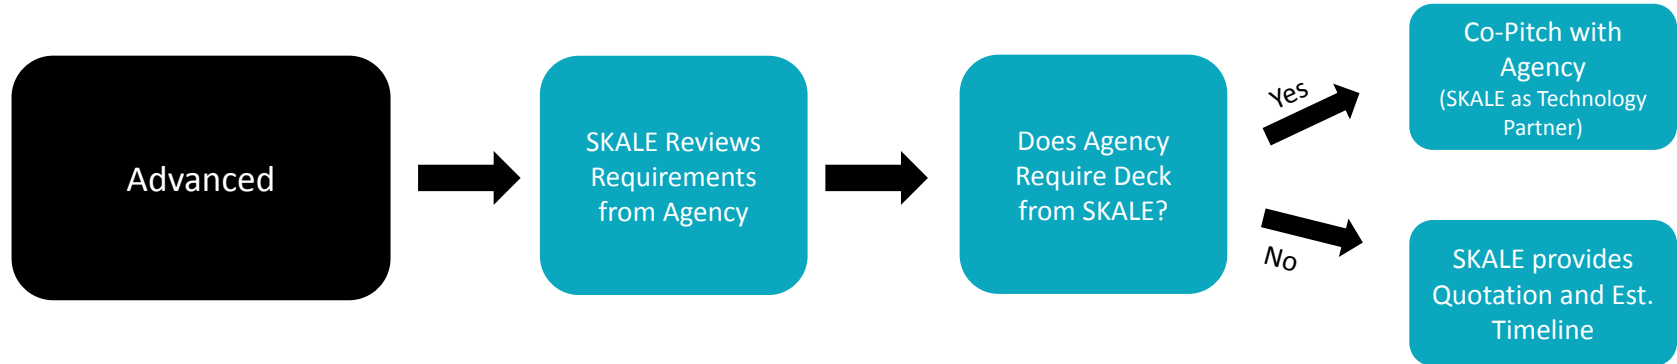 Advanced
SKALE Reviews
Requirements
from Agency
Does Agency
Require Deck
from SKALE?
Yes
Co-Pitch with
Agency
(SKALE as Technology
Partner)
No
SKALE provides
Quotation and Est.
Timeline